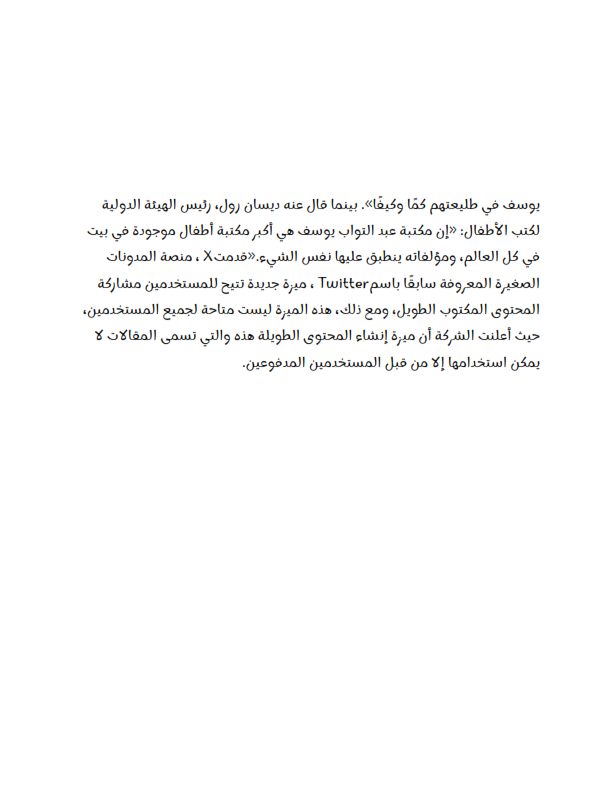 يوسف في طليعتهم كمًا وكيفًا». بينما قال عنه ديسان رول، رئيس الهيئة الدولية
لكتب الأطفال: «إن مكتبة عبد التواب يوسف هي أكبر مكتبة أطفال موجودة في بيت
في كل العالم، ومؤلفاته ينطبق عليها نفس الشيء.«قدمتX ، منصة المدونات
الصغيرة المعروفة سابقًا باسمTwitter ، ميزة جديدة تتيح للمستخدمين مشاركة
المحتوى المكتوب الطويل، ومع ذلك، هذه الميزة ليست متاحة لجميع المستخدمين،
حيث أعلنت الشركة أن ميزة إنشاء المحتوى الطويلة هذه والتي تسمى المقالات لا
يمكن استخدامها إلا من قبل المستخدمين المدفوعين.